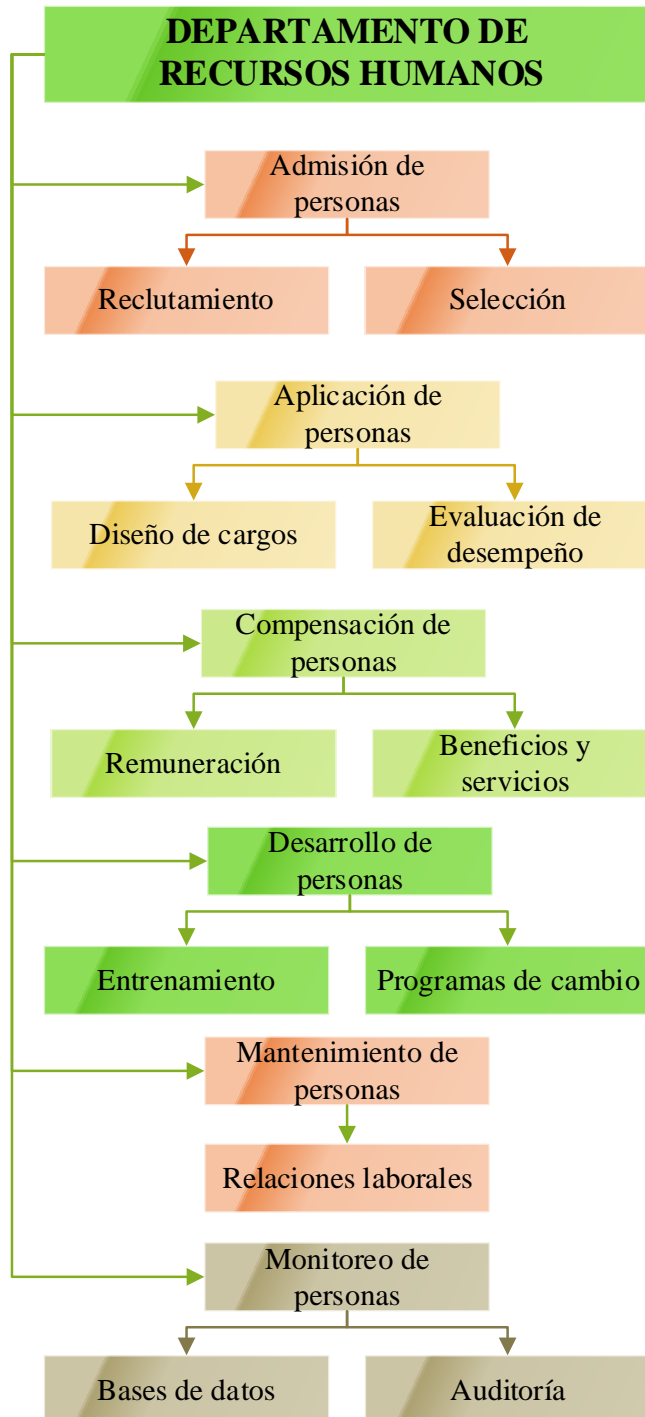 DEPARTAMENTO DE
RECURSOS HUMANOS
Admisión de
personas
Reclutamiento
Selección
Aplicación de
personas
Diseño de cargos
Evaluación de
desempeño
Compensación de
personas
Remuneración
Beneficios y
servicios
Desarrollo de
personas
Entrenamiento
Programas de cambio
Mantenimiento de
personas
Relaciones laborales
Monitoreo de
personas
Bases de datos
Auditoría